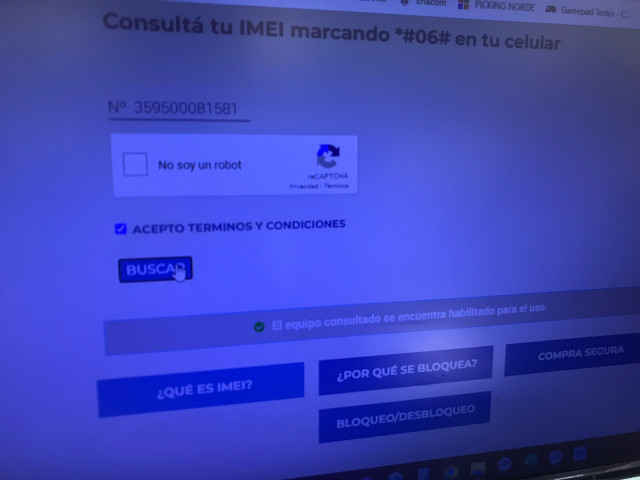 PICKING NORDE
Gamepad Tester - C...
Consultá tu IMEI marcando *#06# en tu celular
Nº 359500081581
No soy un robot
reCAPTCHA
Privacidad - Términos
ACEPTO TERMINOS Y CONDICIONES
BUSCAR
El equipo consultado se encuentra habilitado para el uso.
¿QUÉ ES IMEI?
¿POR QUÉ SE BLOQUEA?
COMPRA SEGURA
BLOQUEO/DESBLOQUEO